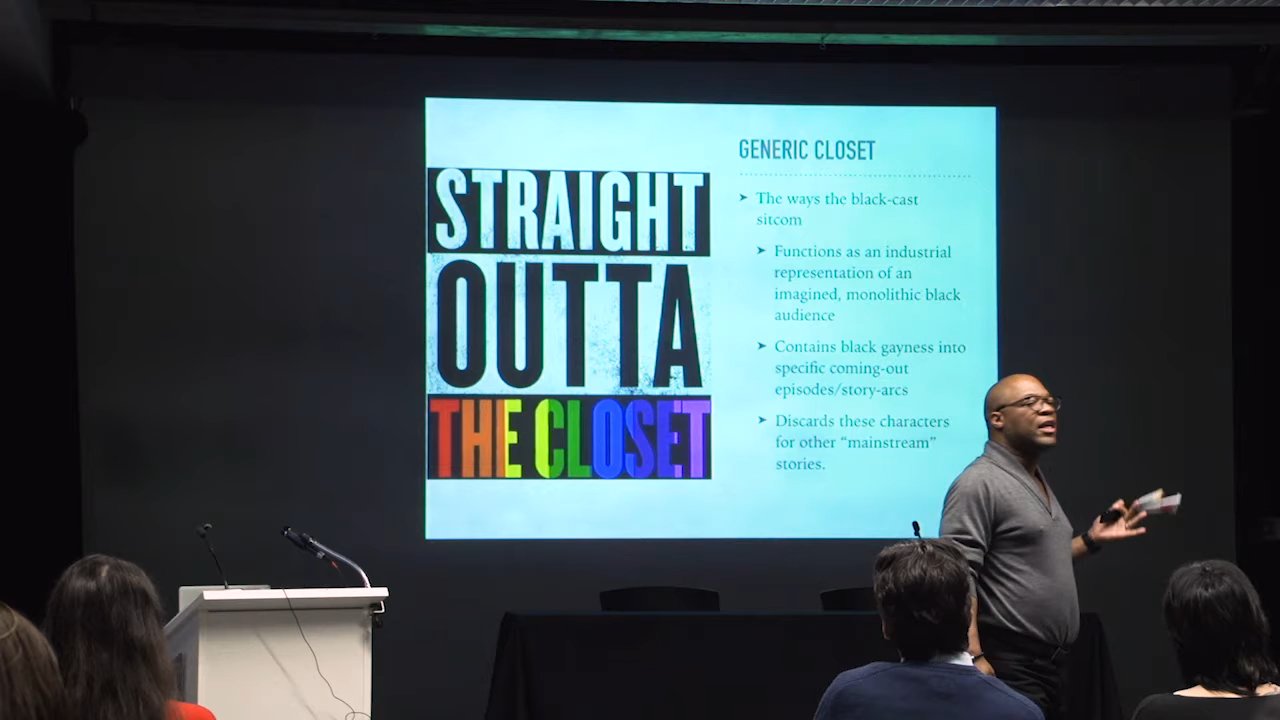 STRAIGHT
OUTTA
THE CLOSET
GENERIC CLOSET
➤ The ways the black-cast
sitcom
➤ Functions as an industrial
representation of an
imagined, monolithic black
audience
➤ Contains black gayness into
specific coming-out
episodes/story-arcs
➤ Discards these characters
for other “mainstream”
stories.